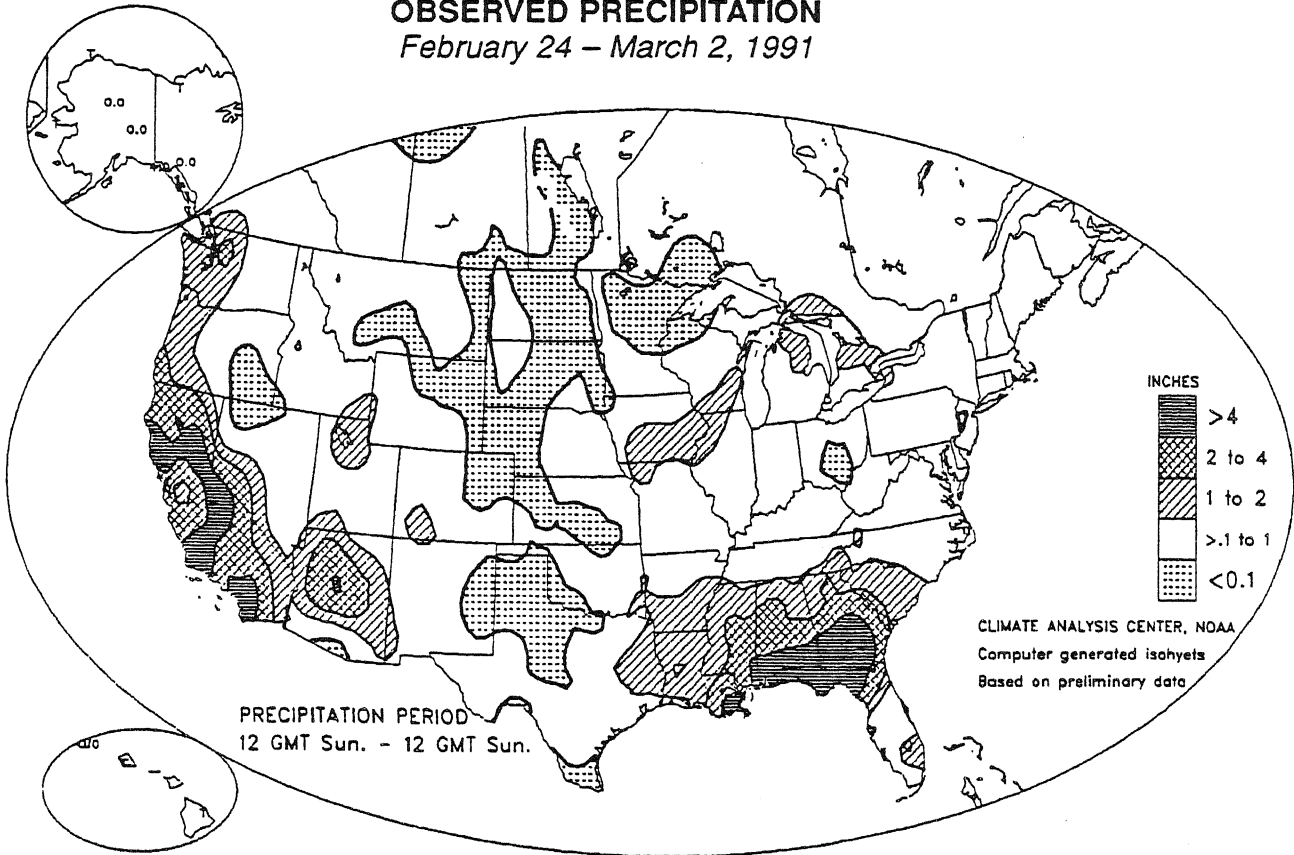 OBSERVED PRECIPITATION
February 24 – March 2, 1991
T
T
0.0
0.0
0.0
INCHES
>4
2 to 4
1 to 2
>.1 to 1
<0.1
CLIMATE ANALYSIS CENTER, NOAA
Computer generated isohyets
Based on preliminary data
PRECIPITATION PERIOD
12 GMT Sun. - 12 GMT Sun.
T